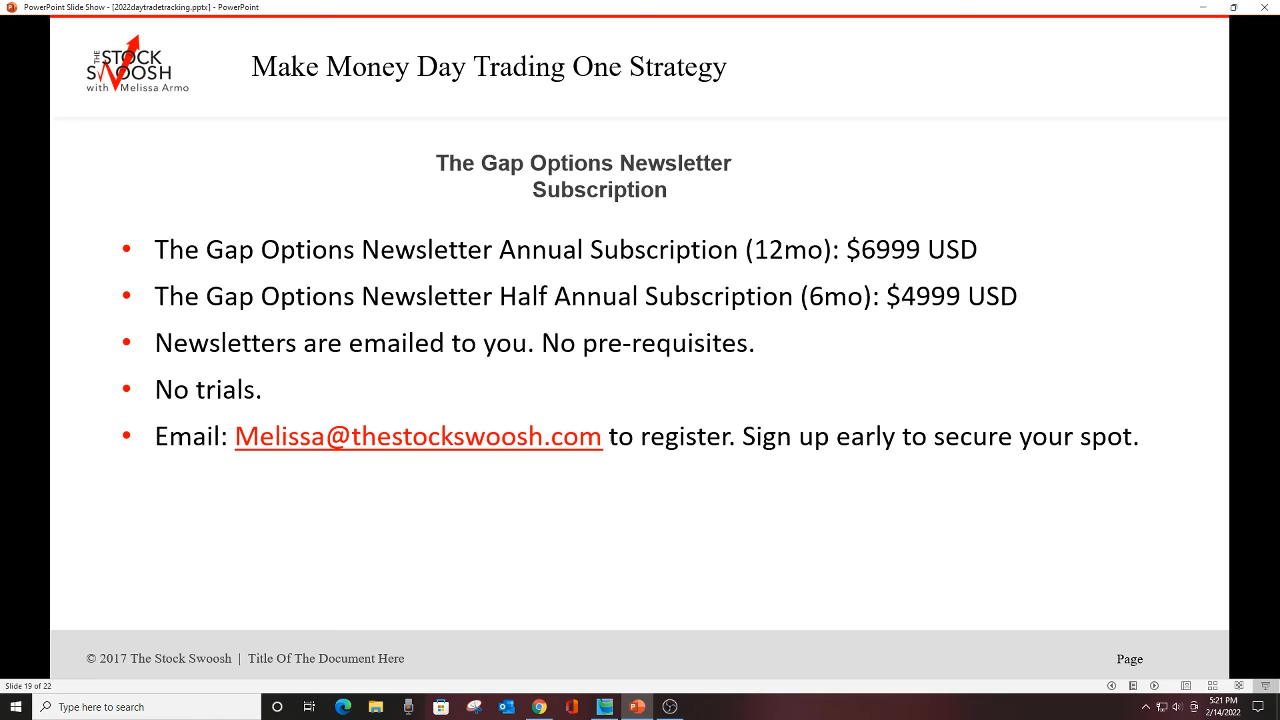 PowerPoint Slide Show - [2022daytradetracking.pptx] - PowerPoint
THE STOCK
SWOOSH
with Melissa Armo
Make Money Day Trading One Strategy
The Gap Options Newsletter
Subscription
• The Gap Options Newsletter Annual Subscription (12mo): $6999 USD
• The Gap Options Newsletter Half Annual Subscription (6mo): $4999 USD
• Newsletters are emailed to you. No pre-requisites.
• No trials.
• Email: Melissa@thestockswoosh.com to register. Sign up early to secure your spot.
© 2017 The Stock Swoosh | Title Of The Document Here
Page
Slide 19 of 22
Type here to search
5:21 PM
2/14/2022